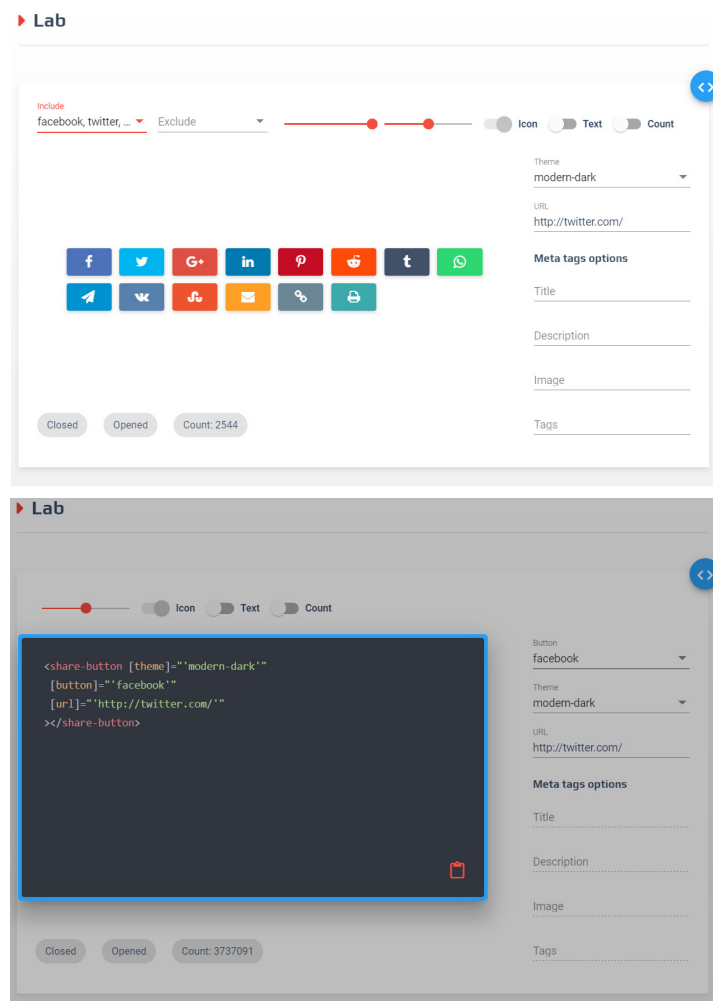 Lab
Include
facebook, twitter, ... Exclude Icon Text Count
Theme
modern-dark
URL
http://twitter.com/
f G+ in t
Meta tags options
Title
Description
Image
Closed Opened Count: 2544 Tags
Lab
Icon Text Count
Button
facebook
Theme
modern-dark
URL
http://twitter.com/
Meta tags options
Title
Description
Image
Tags
<share-button [theme]="'modern-dark'"
[button]="'facebook'"
[url]="'http://twitter.com/'"
></share-button>
Closed Opened Count: 3737091